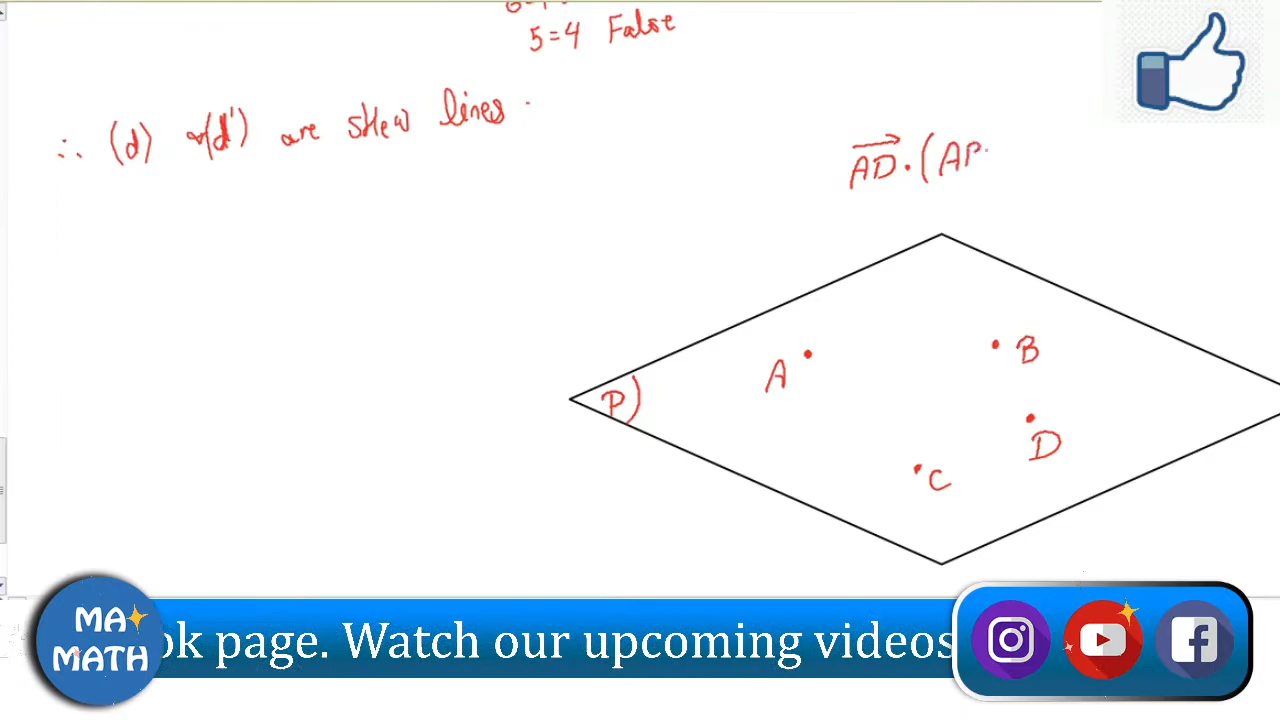 5=4 False
∴ (d) & (d') are skew lines.
AD · (AP
A
B
P)
D
C
MA
MATH
ok page. Watch our upcoming videos